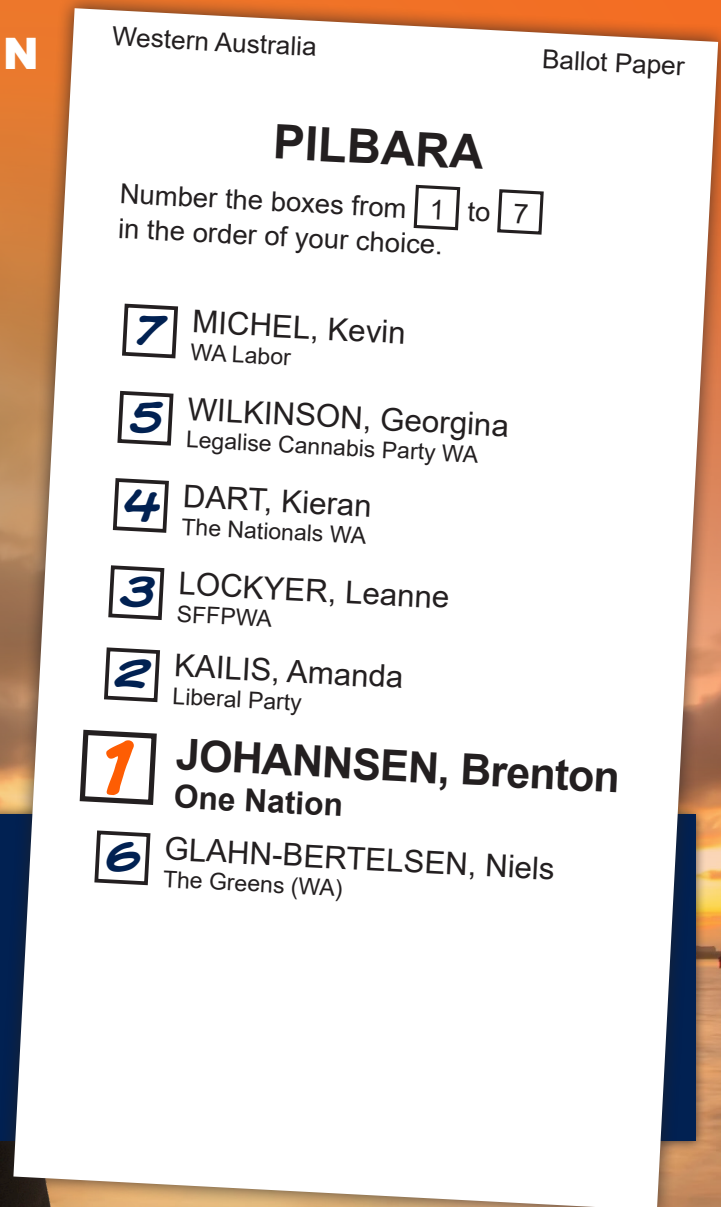 N
Western Australia
Ballot Paper
PILBARA
Number the boxes from 1 to 7
in the order of your choice.
7 MICHEL, Kevin
WA Labor
5 WILKINSON, Georgina
Legalise Cannabis Party WA
4 DART, Kieran
The Nationals WA
3 LOCKYER, Leanne
SFFPWA
2 KAILIS, Amanda
Liberal Party
1 JOHANNSEN, Brenton
One Nation
6 GLAHN-BERTELSEN, Niels
The Greens (WA)